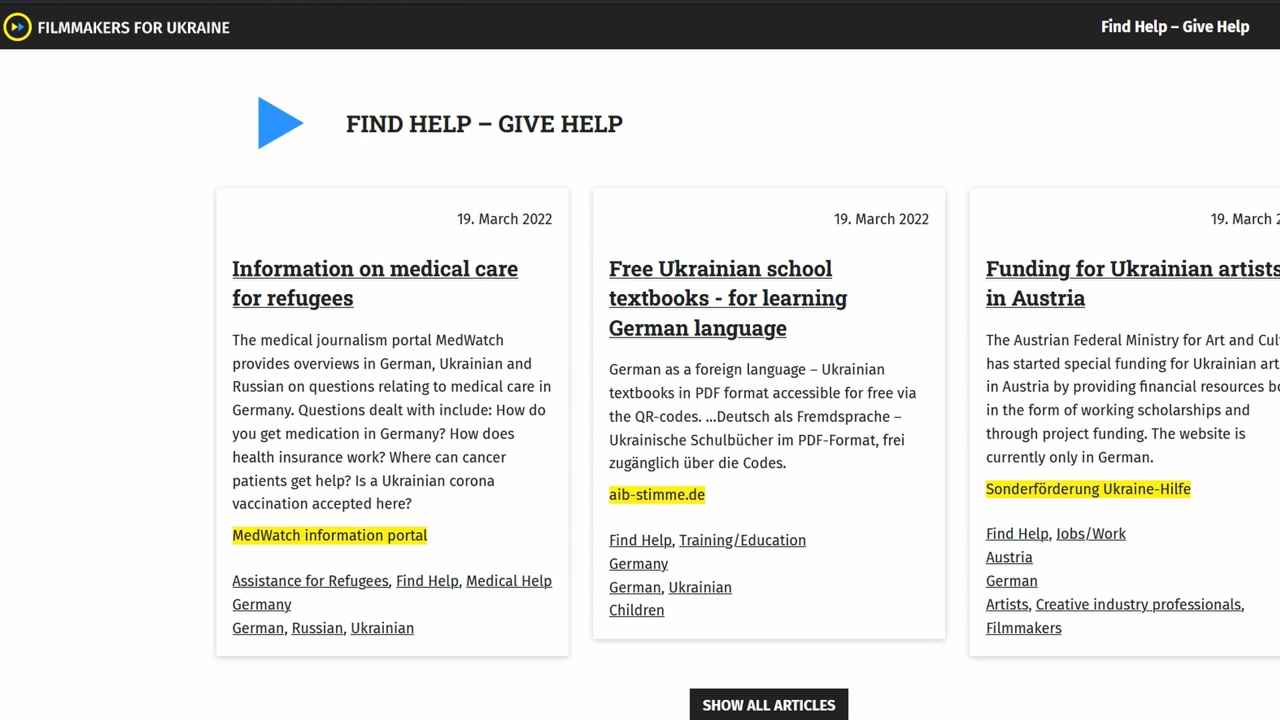 FILMMAKERS FOR UKRAINE
Find Help – Give Help
FIND HELP – GIVE HELP
19. March 2022
Information on medical care
for refugees
The medical journalism portal MedWatch
provides overviews in German, Ukrainian and
Russian on questions relating to medical care in
Germany. Questions dealt with include: How do
you get medication in Germany? How does
health insurance work? Where can cancer
patients get help? Is a Ukrainian corona
vaccination accepted here?
MedWatch information portal
Assistance for Refugees, Find Help, Medical Help
Germany
German, Russian, Ukrainian
19. March 2022
Free Ukrainian school
textbooks - for learning
German language
German as a foreign language – Ukrainian
textbooks in PDF format accessible for free via
the QR-codes. ...Deutsch als Fremdsprache –
Ukrainische Schulbücher im PDF-Format, frei
zugänglich über die Codes.
aib-stimme.de
Find Help, Training/Education
Germany
German, Ukrainian
Children
19. March
Funding for Ukrainian artists
in Austria
The Austrian Federal Ministry for Art and
has started special funding for Ukrainian
in Austria by providing financial resources
in the form of working scholarships and
through project funding. The website is
currently only in German.
Sonderförderung Ukraine-Hilfe
Find Help, Jobs/Work
Austria
German
Artists, Creative industry professionals,
Filmmakers
SHOW ALL ARTICLES